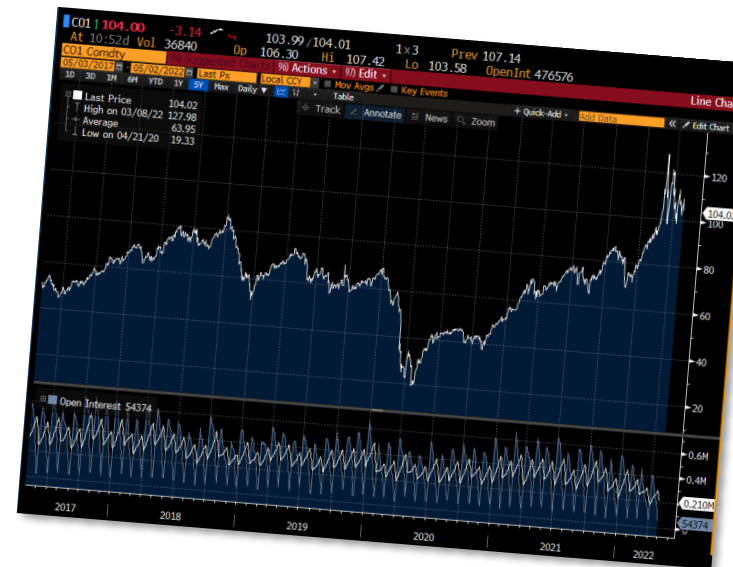 CO1 ↑ 104.00 -3.14 103.99/104.01 1x3 Prev 107.14
At 10:52d Vol 36840 Op 106.30 Hi 107.42 Lo 103.58 OpenInt 476576
CO1 Comdty 96) Actions 97) Edit Line Cha
05/03/2017 - 05/02/2022 Last Px Local CCY Mov Avgs Key Events
1D 3D 1M 6M YTD 1Y 5Y Max Daily ▼ Table + Quick-Add Add Data « Edit Chart
Track Annotate News Zoom
Last Price 104.02
High on 03/08/22 127.98
Average 63.95
Low on 04/21/20 19.33
120
104.02
100
80
60
40
20
Open Interest 54374
0.6M
0.4M
0.210M
54374
0
2017 2018 2019 2020 2021 2022